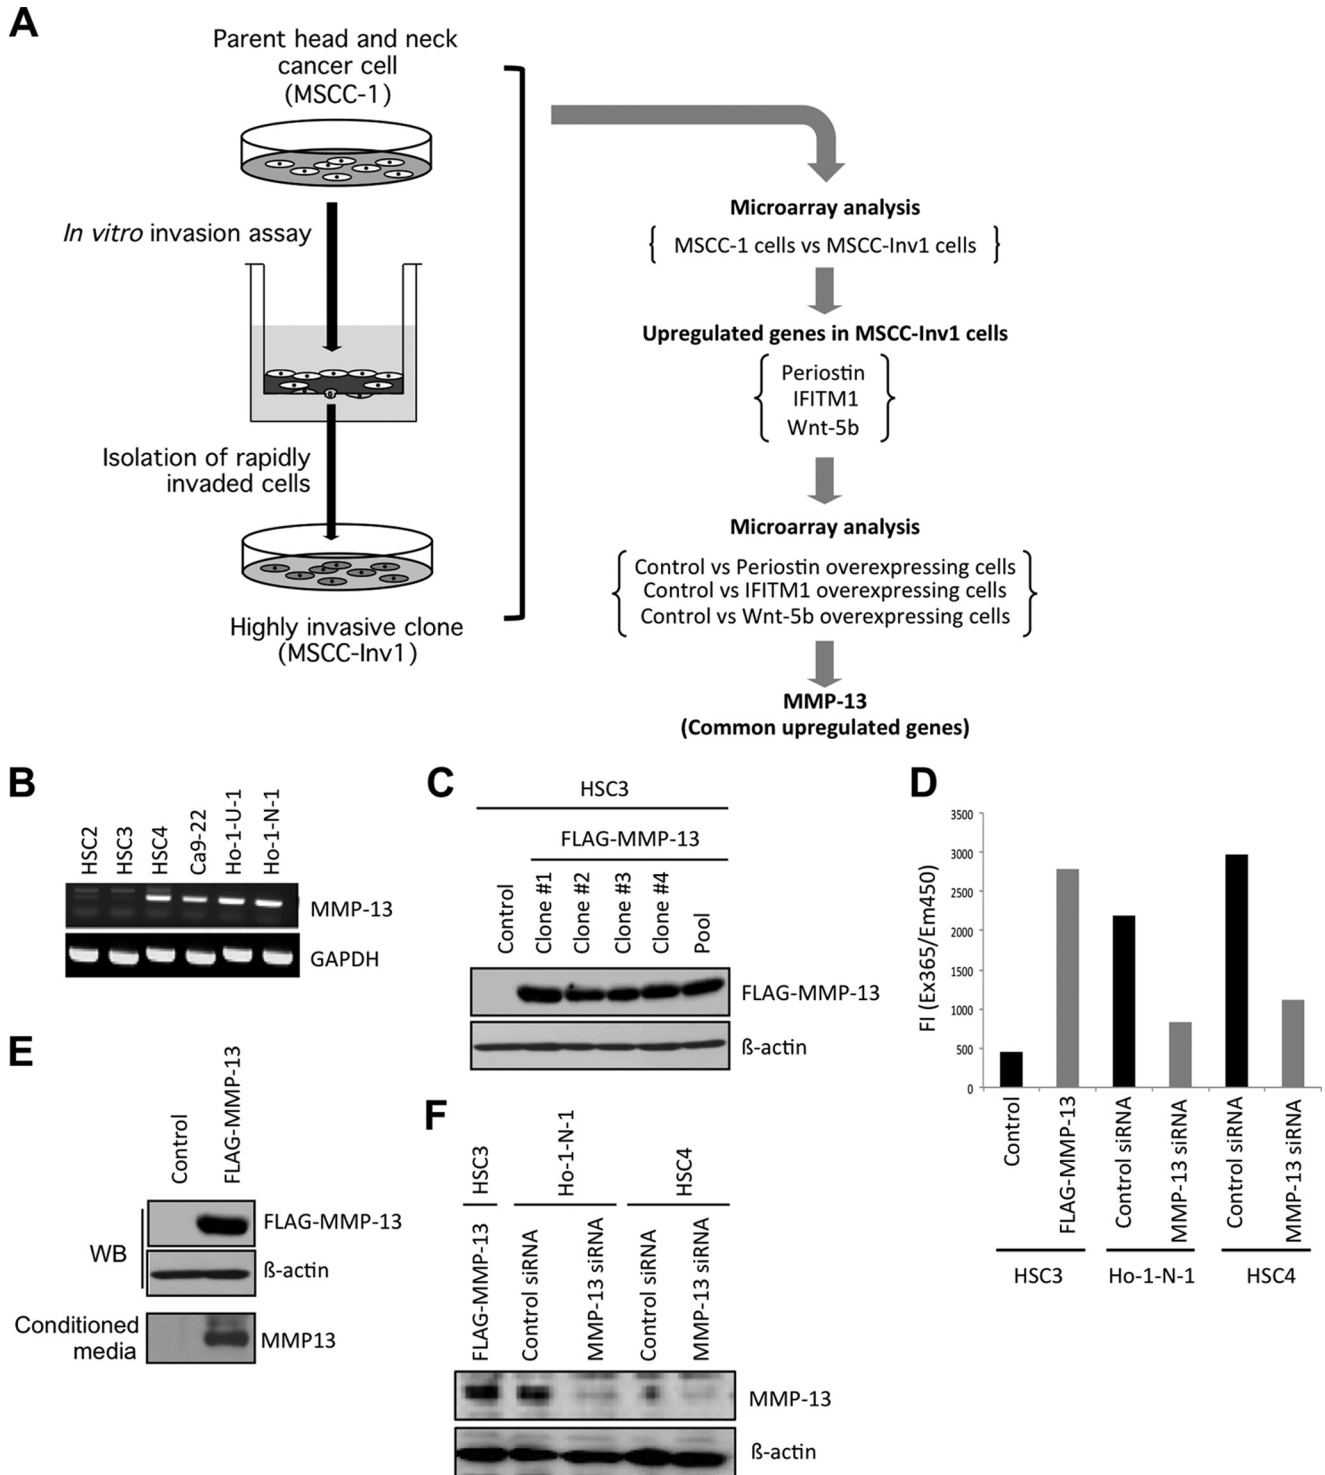 A
Parent head and neck
cancer cell
(MSCC-1)
In vitro invasion assay
Isolation of rapidly
invaded cells
Highly invasive clone
(MSCC-Inv1)
Microarray analysis
{ MSCC-1 cells vs MSCC-Inv1 cells }
Upregulated genes in MSCC-Inv1 cells
Periostin
IFITM1
Wnt-5b
Microarray analysis
Control vs Periostin overexpressing cells
Control vs IFITM1 overexpressing cells
Control vs Wnt-5b overexpressing cells
MMP-13
(Common upregulated genes)
B
HSC2
HSC3
HSC4
Ca9-22
Ho-1-U-1
Ho-1-N-1
MMP-13
GAPDH
C
HSC3
FLAG-MMP-13
Control
Clone #1
Clone #2
Clone #3
Clone #4
Pool
FLAG-MMP-13
ß-actin
D
FI (Ex365/Em450)
3500
3000
2500
2000
1500
1000
500
0
Control
FLAG-MMP-13
Control siRNA
MMP-13 siRNA
Control siRNA
MMP-13 siRNA
HSC3
Ho-1-N-1
HSC4
E
Control
FLAG-MMP-13
WB
FLAG-MMP-13
ß-actin
Conditioned
media
MMP13
F
HSC3
Ho-1-N-1
HSC4
FLAG-MMP-13
Control siRNA
MMP-13 siRNA
Control siRNA
MMP-13 siRNA
MMP-13
ß-actin